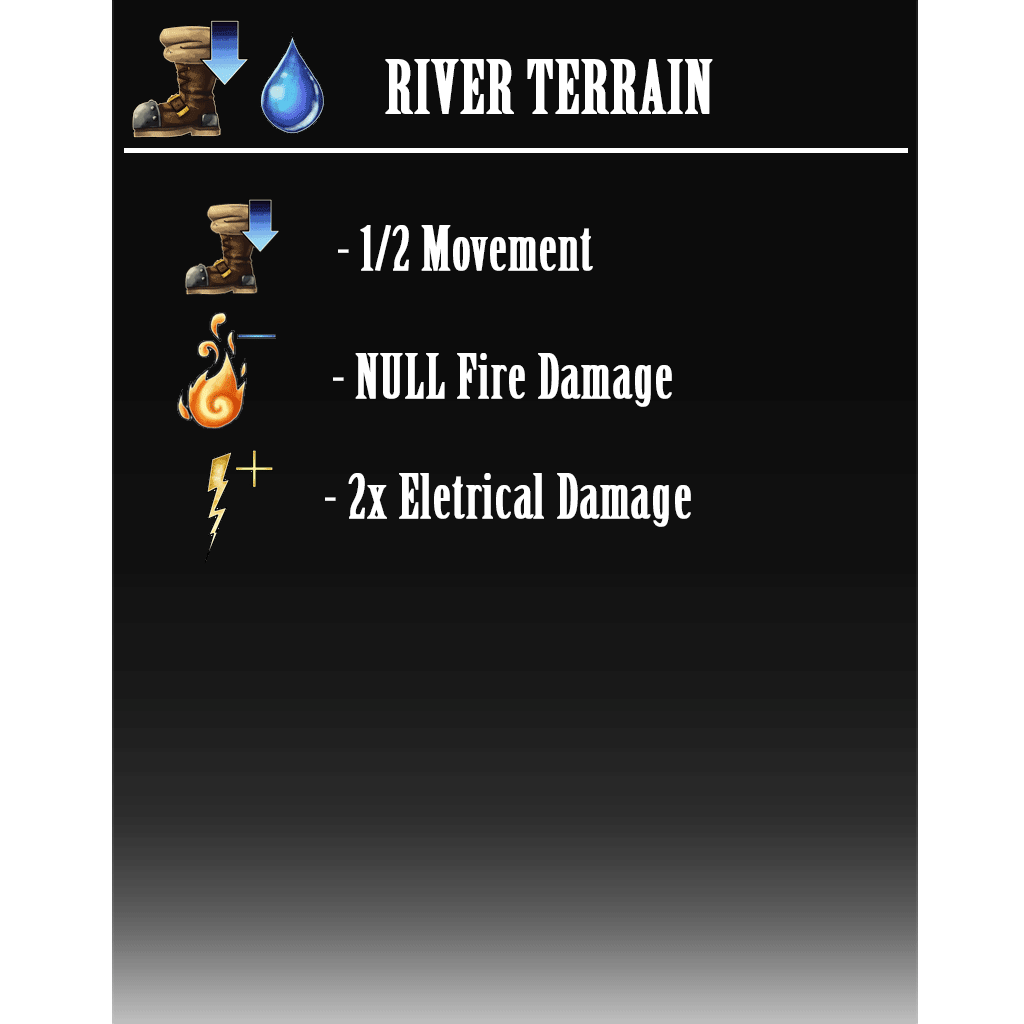 RIVER TERRAIN
- 1/2 Movement
- NULL Fire Damage
- 2x Eletrical Damage